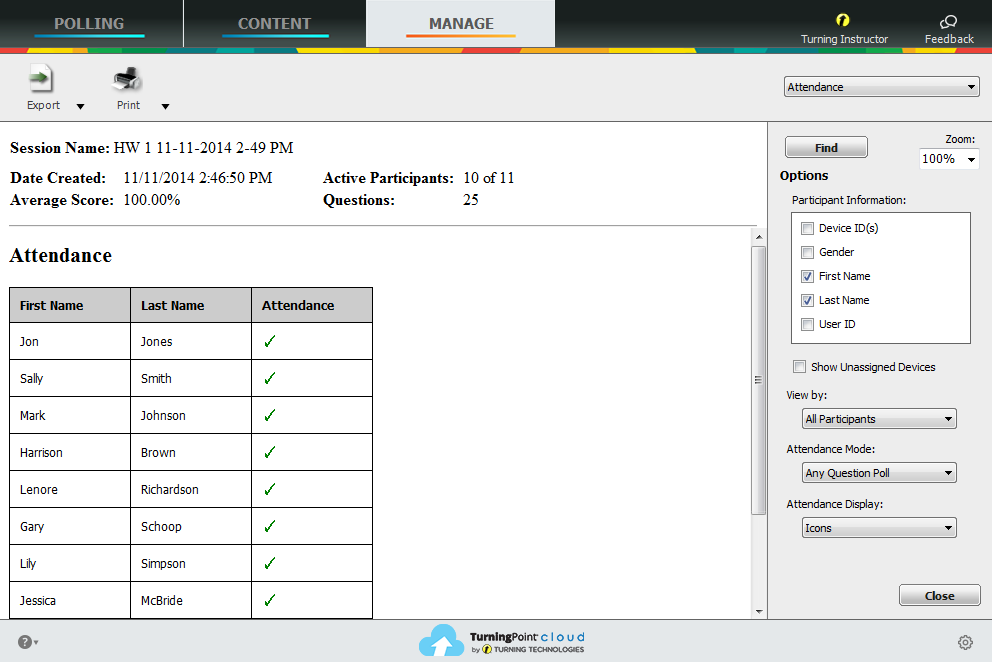 POLLING CONTENT MANAGE Turning Instructor Feedback
Export Print Attendance
Session Name: HW 1 11-11-2014 2-49 PM
Date Created: 11/11/2014 2:46:50 PM Active Participants: 10 of 11
Average Score: 100.00% Questions: 25
Attendance
First Name Last Name Attendance
Jon Jones ✓
Sally Smith ✓
Mark Johnson ✓
Harrison Brown ✓
Lenore Richardson ✓
Gary Schoop ✓
Lily Simpson ✓
Jessica McBride ✓
Find
Zoom:
100%
Options
Participant Information:
Device ID(s)
Gender
First Name
Last Name
User ID
Show Unassigned Devices
View by:
All Participants
Attendance Mode:
Any Question Poll
Attendance Display:
Icons
Close
?
TurningPoint cloud
by TURNING TECHNOLOGIES